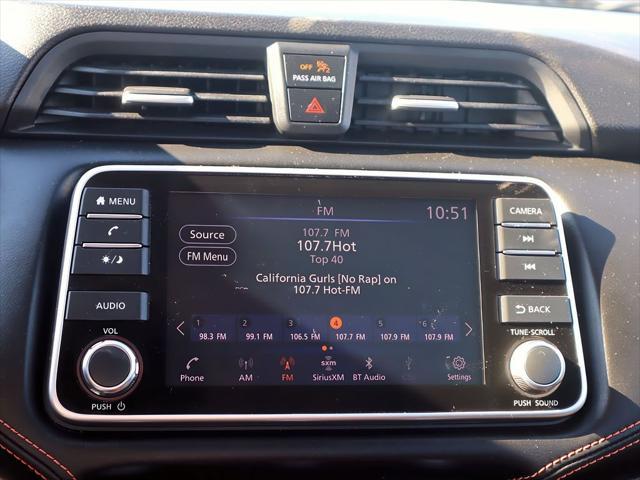 OFF
PASS AIR BAG
MENU
AUDIO
VOL
PUSH
FM
10:51
Source
FM Menu
107.7 FM
107.7Hot
Top 40
California Gurls [No Rap] on
107.7 Hot-FM
1 2 3 4 5 6
98.3 FM 99.1 FM 106.5 FM 107.7 FM 107.9 FM 107.9 FM
Phone AM FM SiriusXM BT Audio Settings
sxm
CAMERA
BACK
TUNE·SCROLL
PUSH SOUND